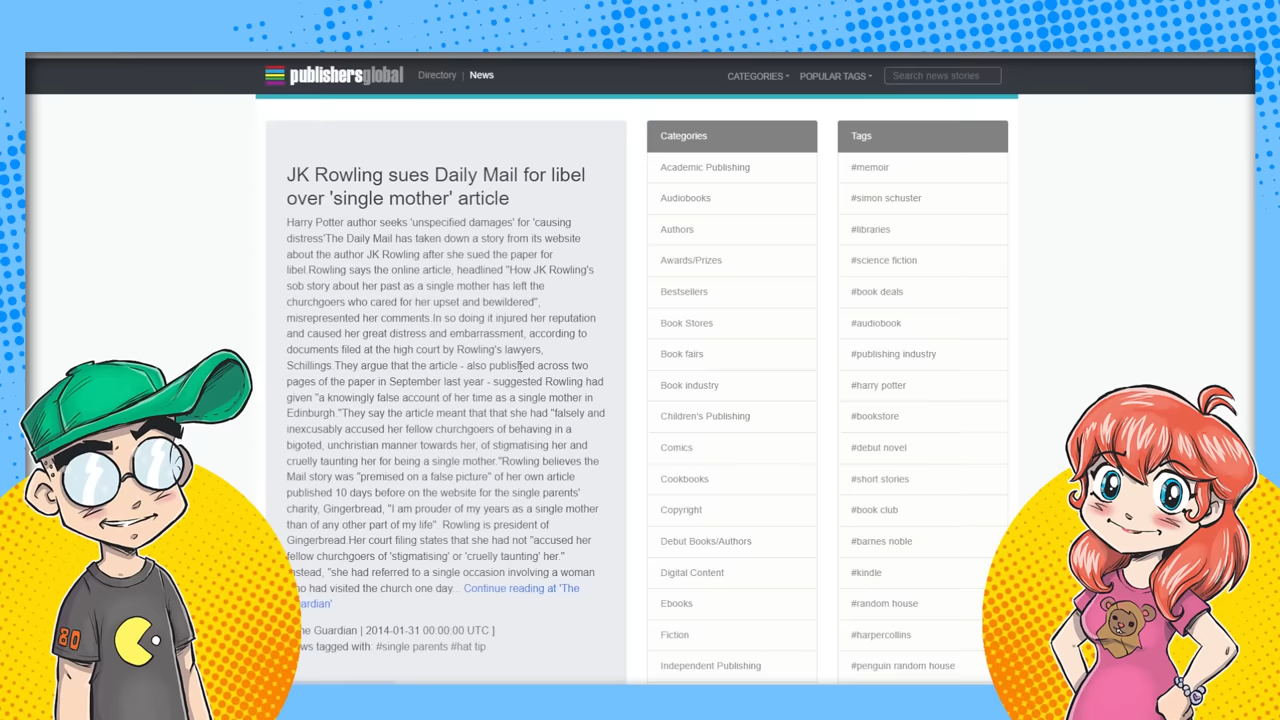 publishersglobal Directory | News CATEGORIES POPULAR TAGS Search news stories
JK Rowling sues Daily Mail for libel
over 'single mother' article
Harry Potter author seeks 'unspecified damages' for 'causing
distress'The Daily Mail has taken down a story from its website
about the author JK Rowling after she sued the paper for
libel.Rowling says the online article, headlined "How JK Rowling's
sob story about her past as a single mother has left the
churchgoers who cared for her upset and bewildered",
misrepresented her comments.In so doing it injured her reputation
and caused her great distress and embarrassment, according to
documents filed at the high court by Rowling's lawyers,
Schillings.They argue that the article - also published across two
pages of the paper in September last year - suggested Rowling had
given "a knowingly false account of her time as a single mother in
Edinburgh."They say the article meant that that she had "falsely and
inexcusably accused her fellow churchgoers of behaving in a
bigoted, unchristian manner towards her, of stigmatising her and
cruelly taunting her for being a single mother."Rowling believes the
Mail story was "premised on a false picture" of her own article
published 10 days before on the website for the single parents'
charity, Gingerbread, "I am prouder of my years as a single mother
than of any other part of my life". Rowling is president of
Gingerbread.Her court filing states that she had not "accused her
fellow churchgoers of 'stigmatising' or 'cruelly taunting' her."
nstead, "she had referred to a single occasion involving a woman
ho had visited the church one day... Continue reading at 'The
ardian'
he Guardian | 2014-01-31 00:00:00 UTC ]
ws tagged with: #single parents #hat tip
Categories
Academic Publishing
Audiobooks
Authors
Awards/Prizes
Bestsellers
Book Stores
Book fairs
Book industry
Children's Publishing
Comics
Cookbooks
Copyright
Debut Books/Authors
Digital Content
Ebooks
Fiction
Independent Publishing
Tags
#memoir
#simon schuster
#libraries
#science fiction
#book deals
#audiobook
#publishing industry
#harry potter
#bookstore
#debut novel
#short stories
#book club
#barnes noble
#kindle
#random house
#harpercollins
#penguin random house
80